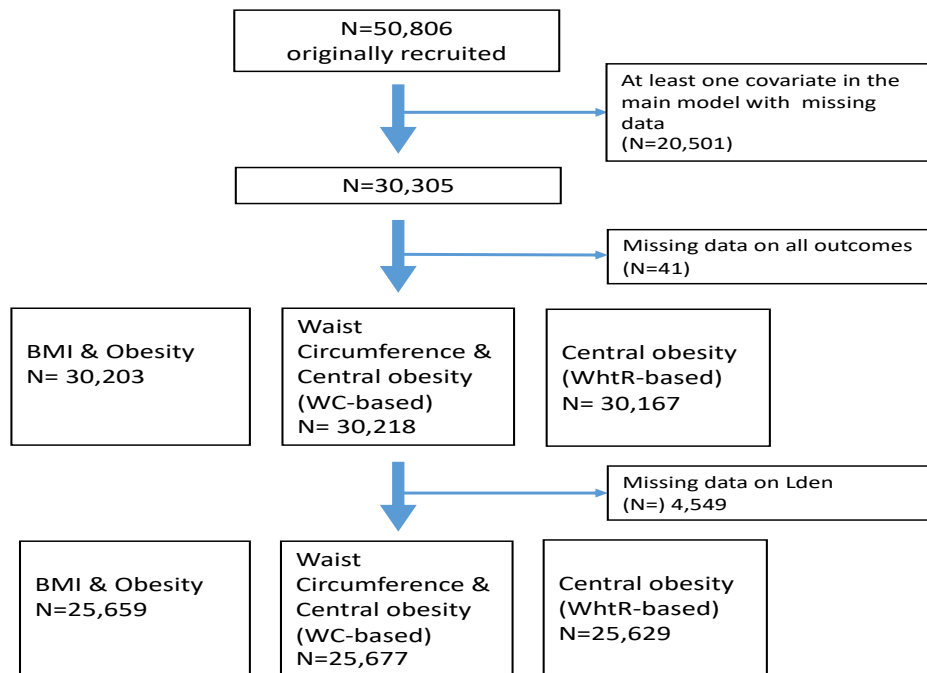 N=50,806
originally recruited
At least one covariate in the
main model with missing
data
(N=20,501)
N=30,305
Missing data on all outcomes
(N=41)
BMI & Obesity
N= 30,203
Waist
Circumference &
Central obesity
(WC-based)
N= 30,218
Central obesity
(WhtR-based)
N= 30,167
Missing data on Lden
(N=) 4,549
BMI & Obesity
N=25,659
Waist
Circumference &
Central obesity
(WC-based)
N=25,677
Central obesity
(WhtR-based)
N=25,629